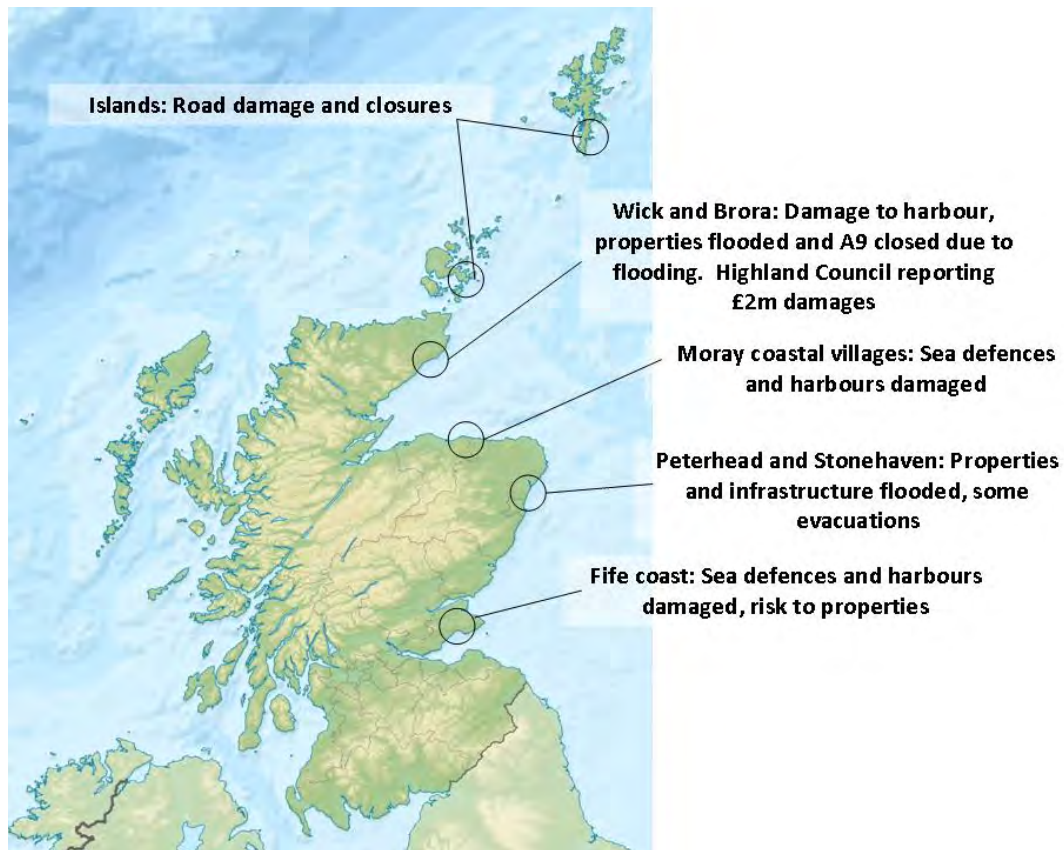 Islands: Road damage and closures
Wick and Brora: Damage to harbour,
properties flooded and A9 closed due to
flooding.  Highland Council reporting
£2m damages
Moray coastal villages: Sea defences
and harbours damaged
Peterhead and Stonehaven: Properties
and infrastructure flooded, some
evacuations
Fife coast: Sea defences and harbours
damaged, risk to properties